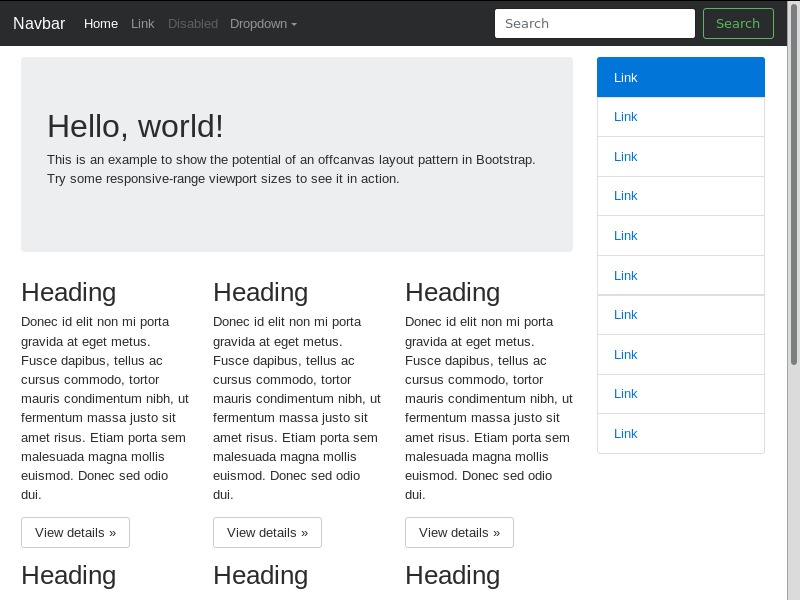 Navbar Home Link Disabled Dropdown Search Search
Hello, world!
This is an example to show the potential of an offcanvas layout pattern in Bootstrap.
Try some responsive-range viewport sizes to see it in action.
Heading
Donec id elit non mi porta
gravida at eget metus.
Fusce dapibus, tellus ac
cursus commodo, tortor
mauris condimentum nibh, ut
fermentum massa justo sit
amet risus. Etiam porta sem
malesuada magna mollis
euismod. Donec sed odio
dui.
View details »
Heading
Donec id elit non mi porta
gravida at eget metus.
Fusce dapibus, tellus ac
cursus commodo, tortor
mauris condimentum nibh, ut
fermentum massa justo sit
amet risus. Etiam porta sem
malesuada magna mollis
euismod. Donec sed odio
dui.
View details »
Heading
Donec id elit non mi porta
gravida at eget metus.
Fusce dapibus, tellus ac
cursus commodo, tortor
mauris condimentum nibh, ut
fermentum massa justo sit
amet risus. Etiam porta sem
malesuada magna mollis
euismod. Donec sed odio
dui.
View details »
Heading
Heading
Heading
Link
Link
Link
Link
Link
Link
Link
Link
Link
Link